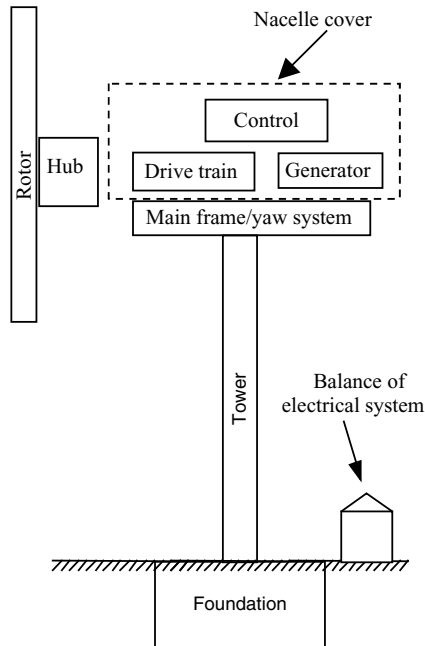 Nacelle cover
Control
Rotor
Hub
Drive train
Generator
Main frame/yaw system
Tower
Balance of
electrical system
Foundation